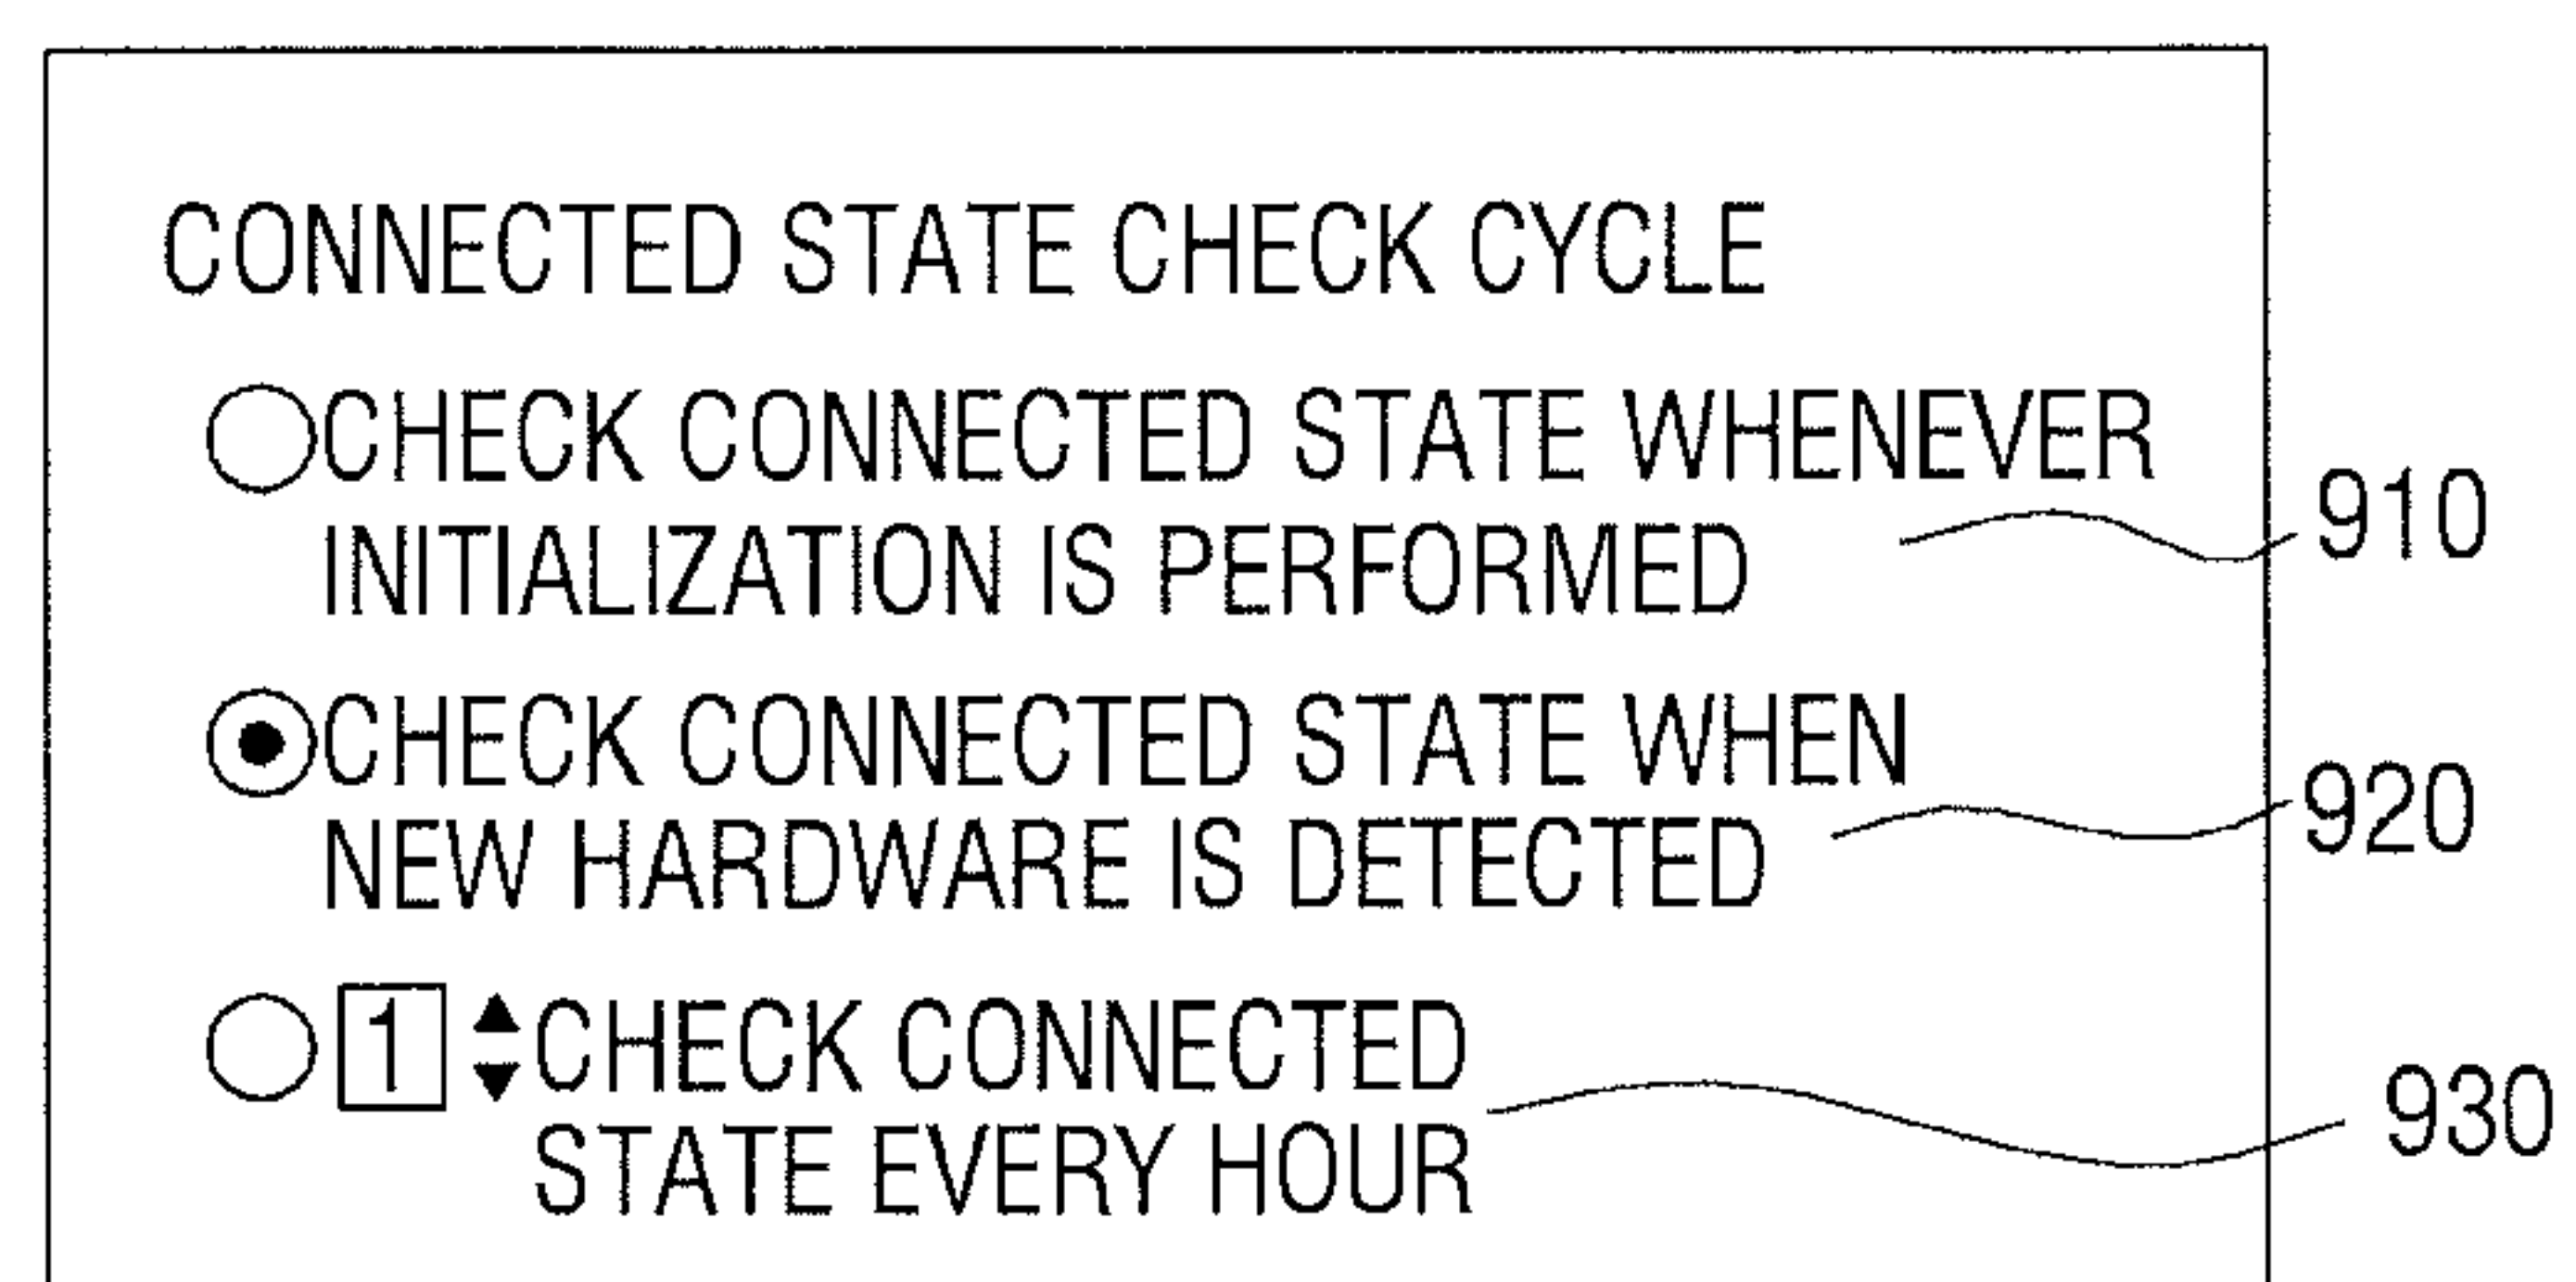 CONNECTED STATE CHECK CYCLE
CHECK CONNECTED STATE WHENEVER
INITIALIZATION IS PERFORMED
910
CHECK CONNECTED STATE WHEN
NEW HARDWARE IS DETECTED
920
1 CHECK CONNECTED
STATE EVERY HOUR
930